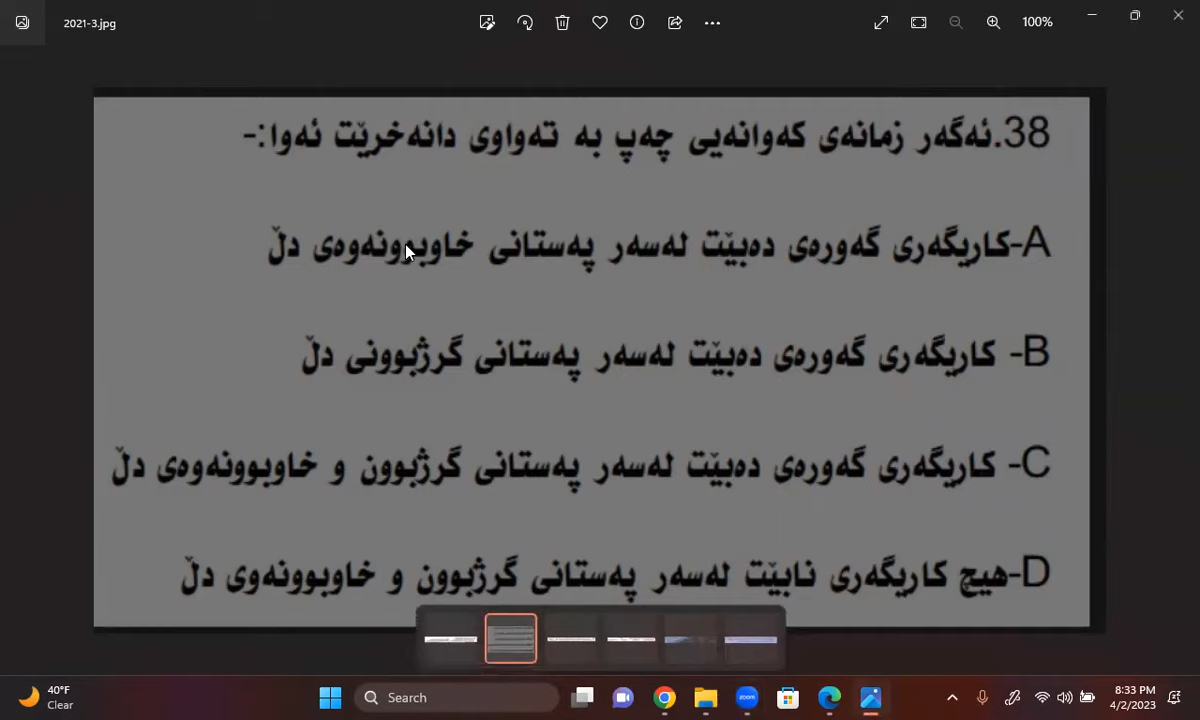 2021-3.jpg
100%
38.ئەگەر زمانەی کەوانەیی چەپ بە تەواوی دانەخرێت ئەوا:-
A-کاریگەری گەورەی دەبێت لەسەر پەستانی خاوبوونەوەی دڵ
B- کاریگەری گەورەی دەبێت لەسەر پەستانی گرژبوونی دڵ
C- کاریگەری گەورەی دەبێت لەسەر پەستانی گرژبوون و خاوبوونەوەی دڵ
D-هیچ کاریگەری نابێت لەسەر پەستانی گرژبوون و خاوبوونەوی دڵ
40°F
Clear
Search
zoom
8:33 PM
4/2/2023